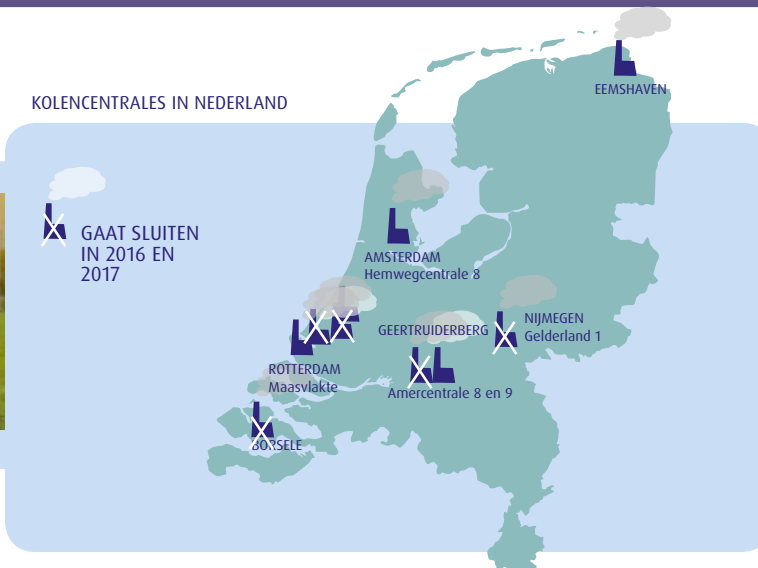 KOLENCENTRALES IN NEDERLAND
GAAT SLUITEN
IN 2016 EN
2017
EEMSHAVEN
AMSTERDAM
Hemwegcentrale 8
NIJMEGEN
Gelderland 1
GEERTRUIDERBERG
Amercentrale 8 en 9
ROTTERDAM
Maasvlakte
BORSELE